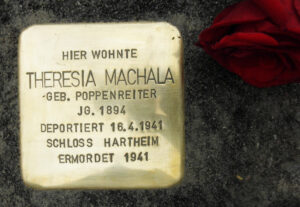 HIER WOHNTE
THERESIA MACHALA
GEB. POPPENREITER
JG. 1894
DEPORTIERT 16.4.1941
SCHLOSS HARTHEIM
ERMORDET 1941